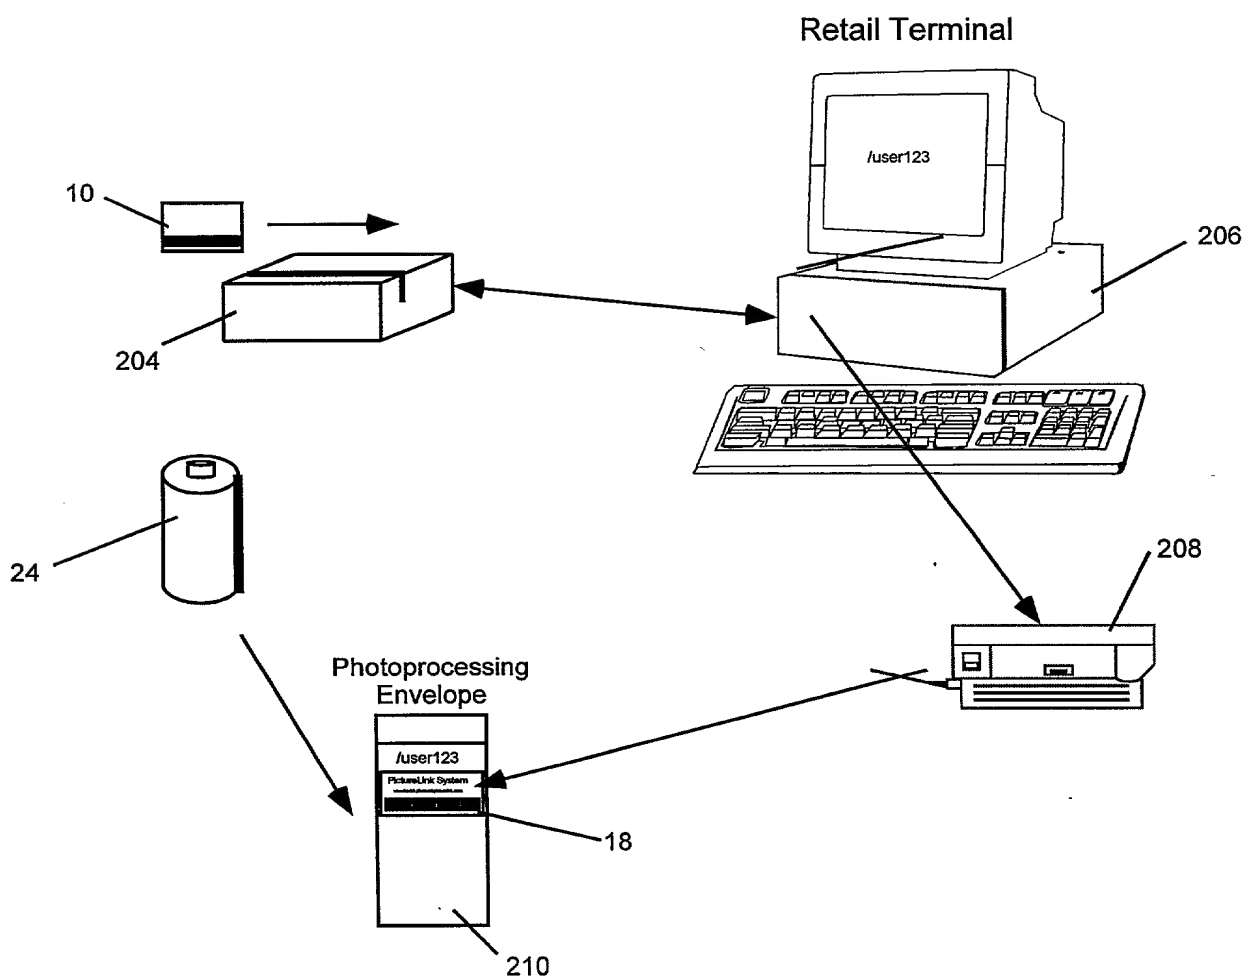 Retail Terminal
/user123
10
206
204
24
208
Photoprocessing
Envelope
/user123
PictureLink System
18
210